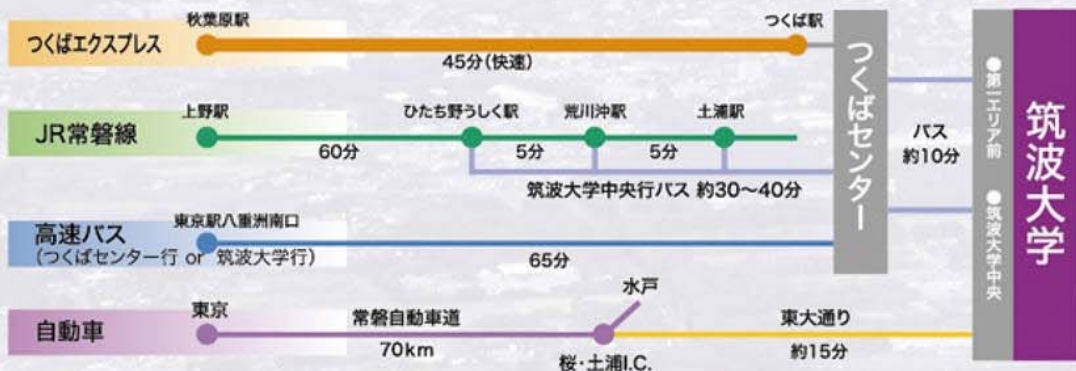 つくばエクスプレス
秋葉原駅
つくば駅
45分(快速)
JR常磐線
上野駅
ひたち野うしく駅
荒川沖駅
土浦駅
60分
5分
5分
筑波大学中央行バス 約30〜40分
高速バス
(つくばセンター行 or 筑波大学行)
東京駅八重洲南口
65分
自動車
東京
常磐自動車道
70km
水戸
桜・土浦I.C.
東大通り
約15分
つくばセンター
バス
約10分
●第一エリア前
●筑波大学中央
筑波大学